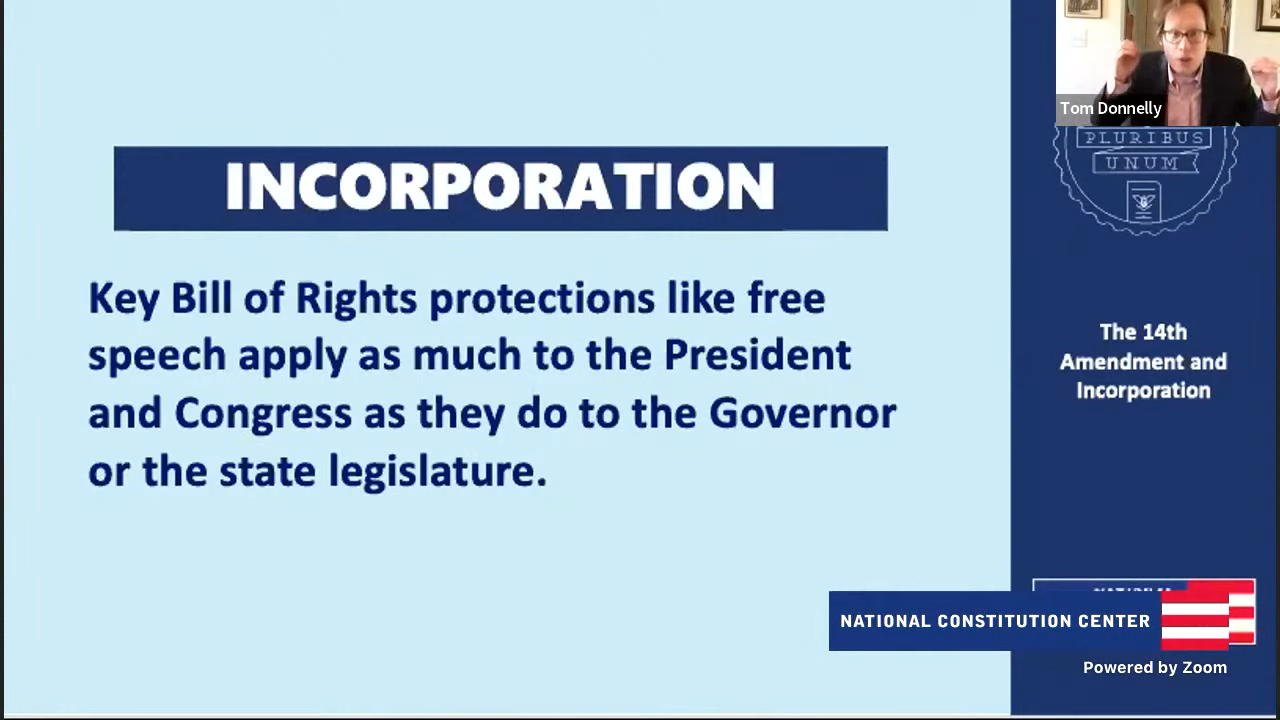 INCORPORATION
Key Bill of Rights protections like free
speech apply as much to the President
and Congress as they do to the Governor
or the state legislature.
Tom Donnelly
PLURIBUS
UNUM
The 14th
Amendment and
Incorporation
NATIONAL CONSTITUTION CENTER
Powered by Zoom